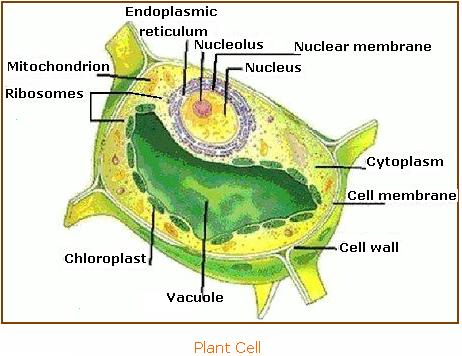 Endoplasmic
reticulum
Nucleolus
Nuclear membrane
Mitochondrion
Nucleus
Ribosomes
Cytoplasm
Cell membrane
Cell wall
Chloroplast
Vacuole
Plant Cell